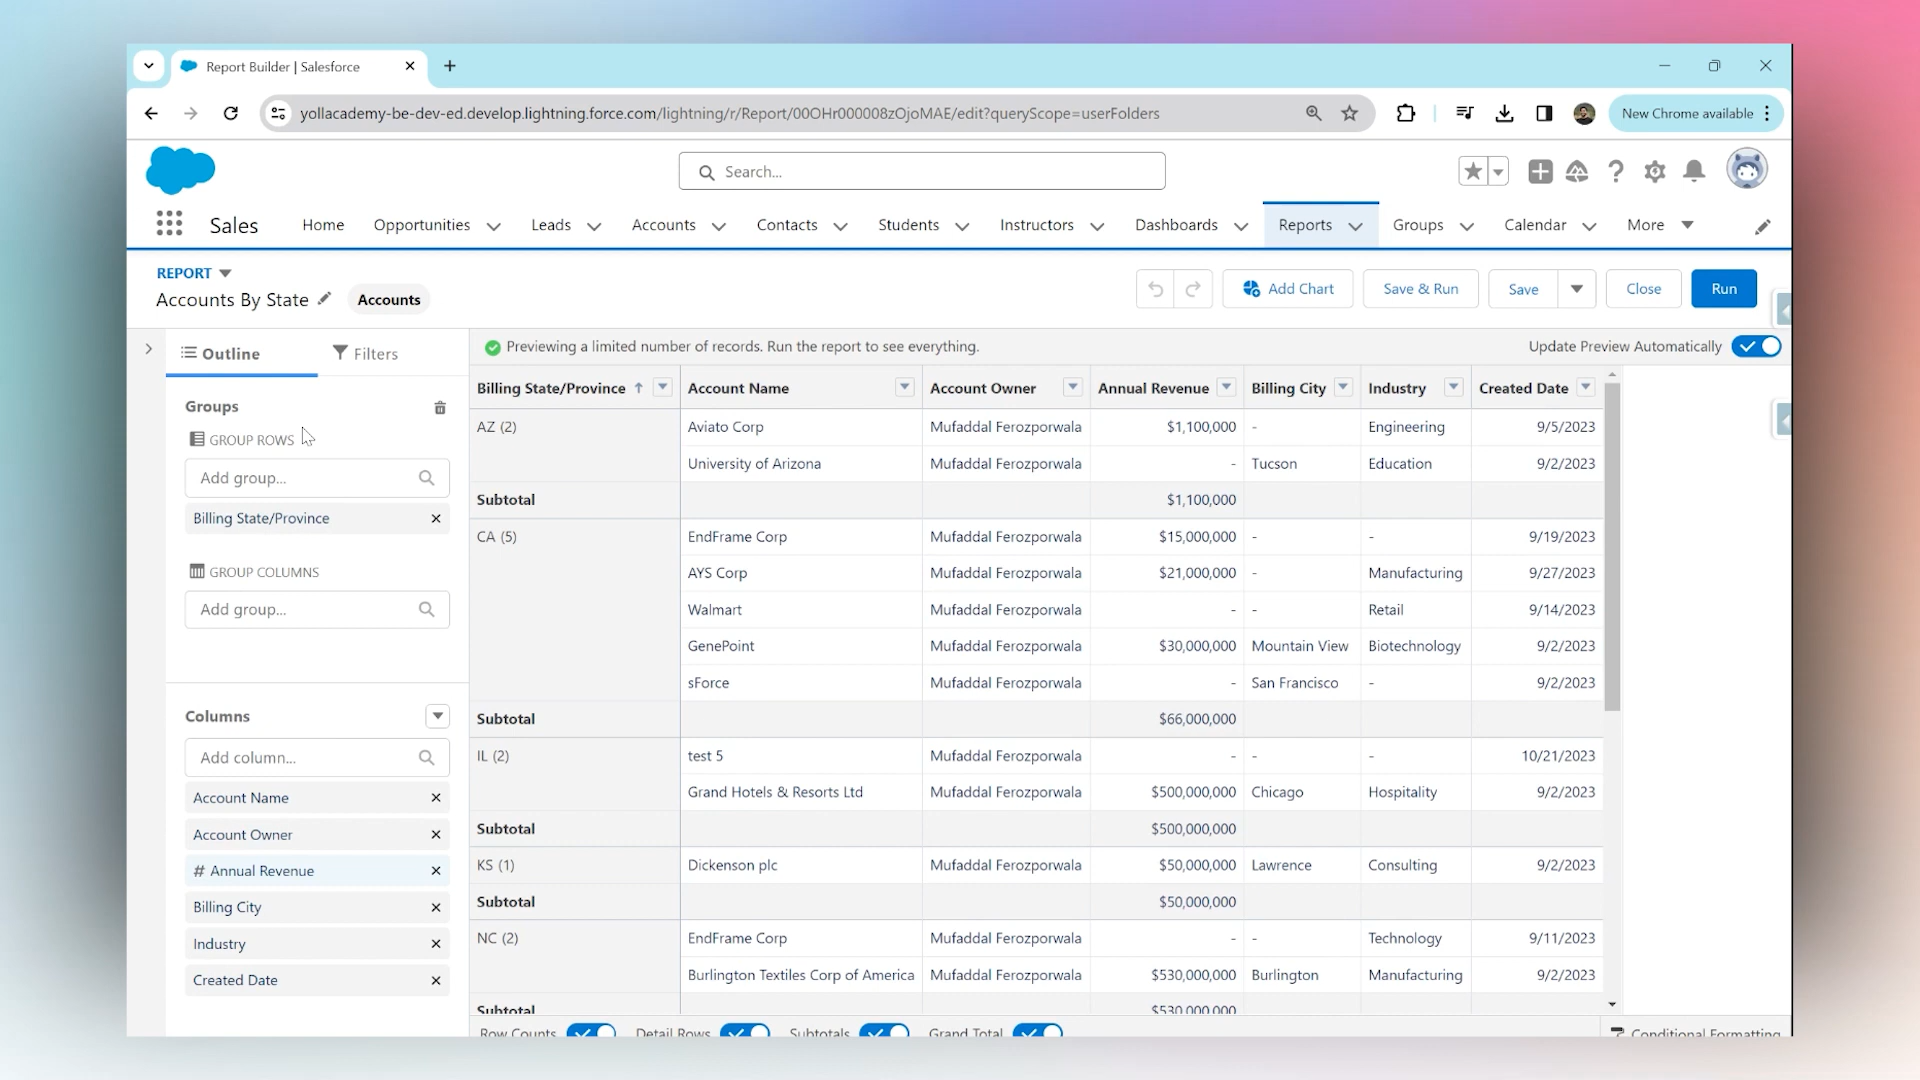 Report Builder | Salesforce
yollacademy-be-dev-ed.develop.lightning.force.com/lightning/r/Report/00OHr000008zOjoMAE/edit?queryScope=userFolders
New Chrome available
Search...
Sales Home Opportunities Leads Accounts Contacts Students Instructors Dashboards Reports Groups Calendar More
REPORT
Accounts By State Accounts
Add Chart Save & Run Save Close Run
Outline Filters
Previewing a limited number of records. Run the report to see everything.
Update Preview Automatically
Groups
GROUP ROWS
Add group...
Billing State/Province
GROUP COLUMNS
Add group...
Columns
Add column...
Account Name
Account Owner
# Annual Revenue
Billing City
Industry
Created Date
Billing State/Province Account Name Account Owner Annual Revenue Billing City Industry Created Date
AZ (2) Aviato Corp Mufaddal Ferozporwala $1,100,000 - Engineering 9/5/2023
University of Arizona Mufaddal Ferozporwala - Tucson Education 9/2/2023
Subtotal $1,100,000
CA (5) EndFrame Corp Mufaddal Ferozporwala $15,000,000 - - 9/19/2023
AYS Corp Mufaddal Ferozporwala $21,000,000 - Manufacturing 9/27/2023
Walmart Mufaddal Ferozporwala - - Retail 9/14/2023
GenePoint Mufaddal Ferozporwala $30,000,000 Mountain View Biotechnology 9/2/2023
sForce Mufaddal Ferozporwala - San Francisco - 9/2/2023
Subtotal $66,000,000
IL (2) test 5 Mufaddal Ferozporwala - - - 10/21/2023
Grand Hotels & Resorts Ltd Mufaddal Ferozporwala $500,000,000 Chicago Hospitality 9/2/2023
Subtotal $500,000,000
KS (1) Dickenson plc Mufaddal Ferozporwala $50,000,000 Lawrence Consulting 9/2/2023
Subtotal $50,000,000
NC (2) EndFrame Corp Mufaddal Ferozporwala - - Technology 9/11/2023
Burlington Textiles Corp of America Mufaddal Ferozporwala $530,000,000 Burlington Manufacturing 9/2/2023
Subtotal $530,000,000
Row Counts Detail Rows Subtotals Grand Total Conditional Formatting